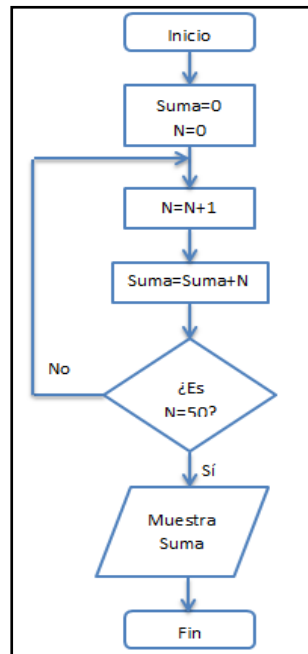 Inicio
Suma=0
N=0
N=N+1
Suma=Suma+N
¿Es
N=50?
No
Sí
Muestra
Suma
Fin